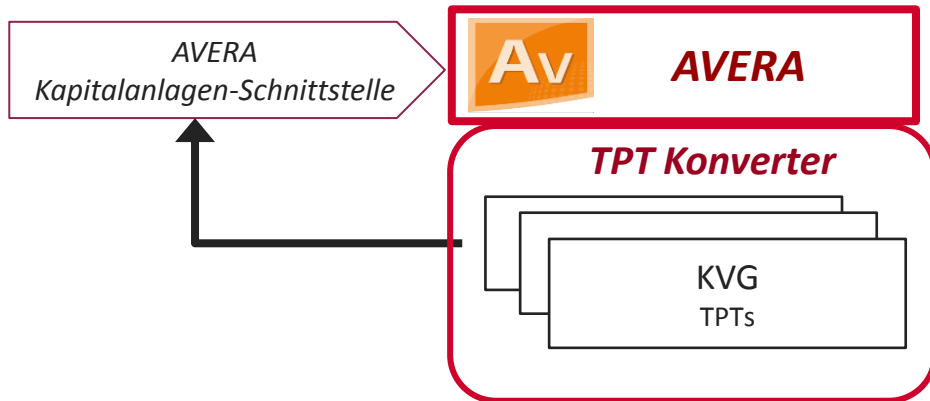 AVERA
Kapitalanlagen-Schnittstelle
Av
AVERA
TPT Konverter
KVG
TPTs